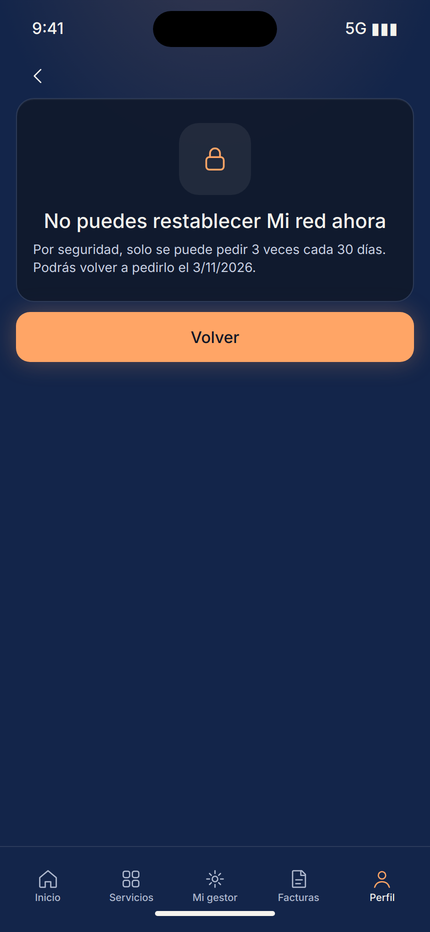 9:41
5G
No puedes restablecer Mi red ahora
Por seguridad, solo se puede pedir 3 veces cada 30 días.
Podrás volver a pedirlo el 3/11/2026.
Volver
Inicio
Servicios
Mi gestor
Facturas
Perfil